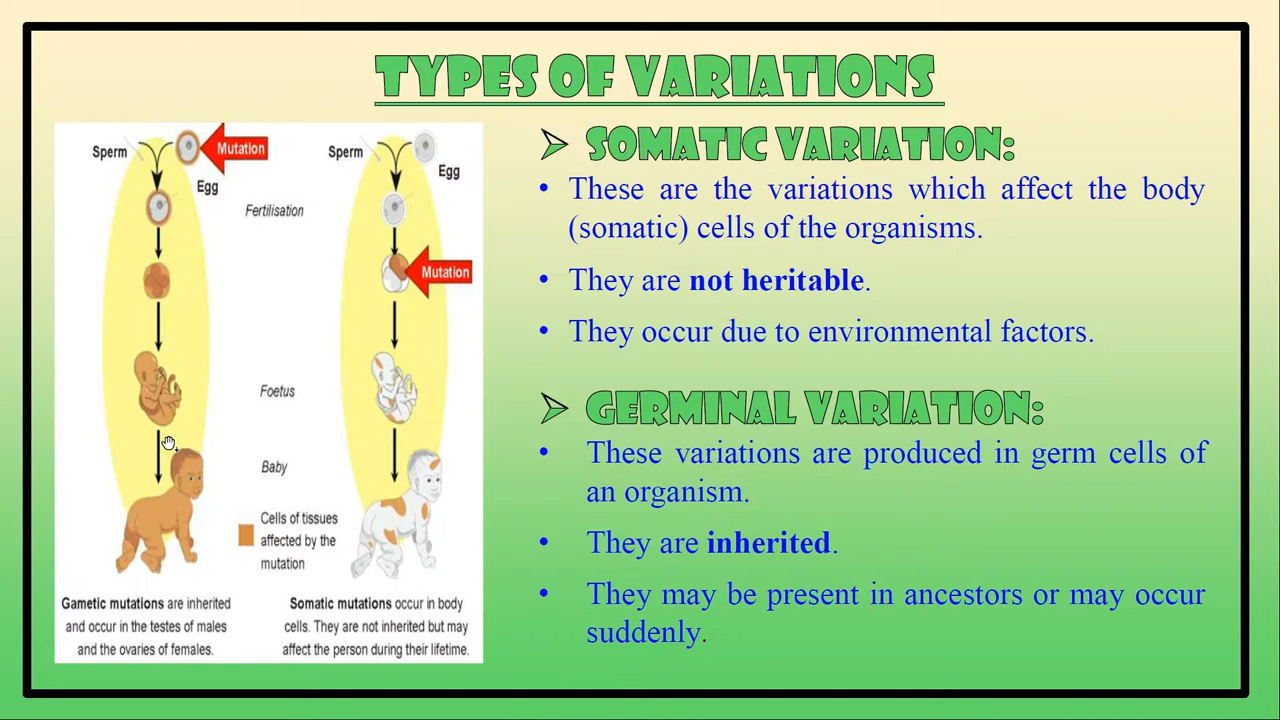 TYPES OF VARIATIONS
Sperm
Mutation
Egg
Fertilisation
Foetus
Baby
Cells of tissues
affected by the
mutation
Gametic mutations are inherited
and occur in the testes of males
and the ovaries of females.
Sperm
Egg
Mutation
Somatic mutations occur in body
cells. They are not inherited but may
affect the person during their lifetime.
➢ SOMATIC VARIATION:
• These are the variations which affect the body
(somatic) cells of the organisms.
• They are not heritable.
• They occur due to environmental factors.
➢ GERMINAL VARIATION:
• These variations are produced in germ cells of
an organism.
• They are inherited.
• They may be present in ancestors or may occur
suddenly.